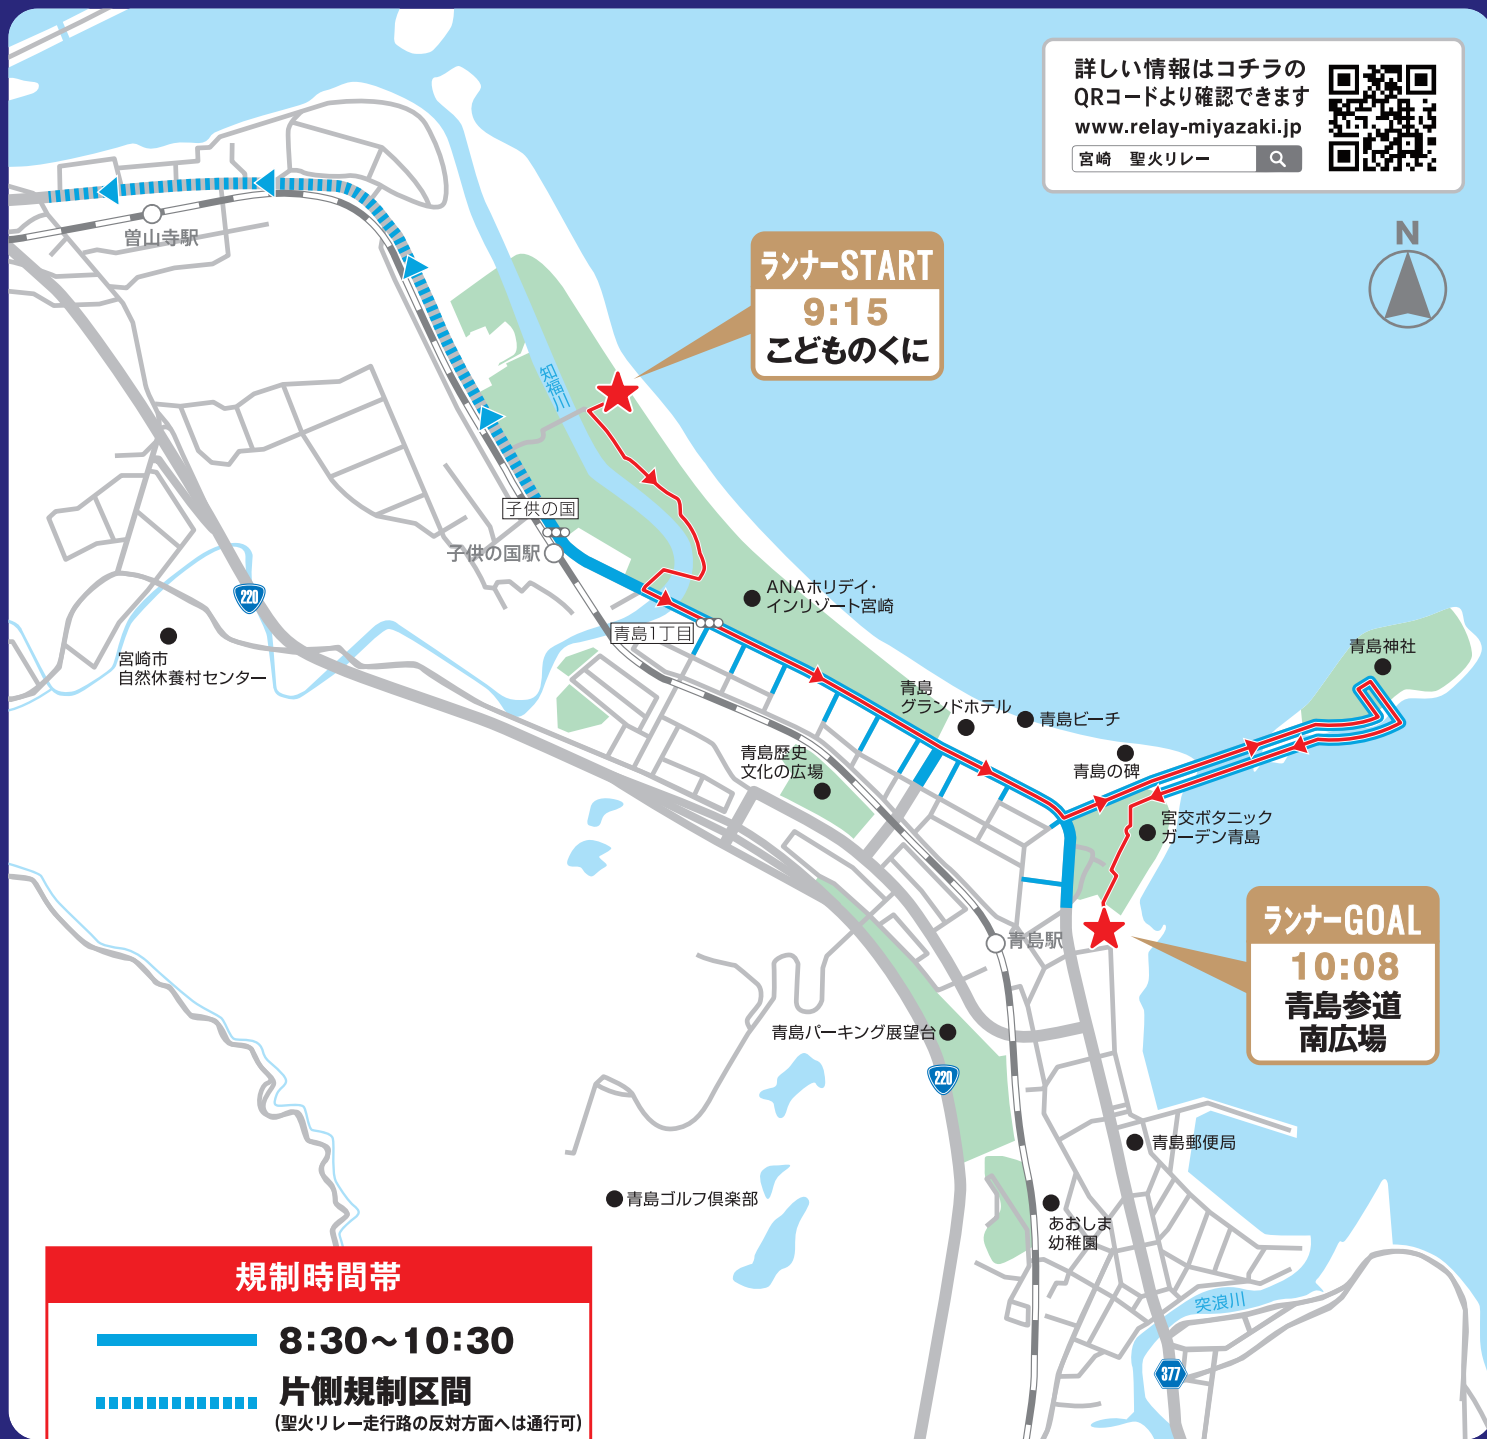 詳しい情報はコチラの
QRコードより確認できます
www.relay-miyazaki.jp
宮崎 聖火リレー
N
ランナーSTART
9:15
こどものくに
曽山寺駅
知福川
子供の国
子供の国駅
220
宮崎市
自然休養村センター
青島1丁目
ANAホリデイ・
インリゾート宮崎
青島神社
青島
グランドホテル
青島ビーチ
青島の碑
青島歴史
文化の広場
宮交ボタニック
ガーデン青島
ランナーGOAL
10:08
青島参道
南広場
青島駅
青島パーキング展望台
220
青島郵便局
青島ゴルフ倶楽部
あおしま
幼稚園
突浪川
377
規制時間帯
8:30～10:30
片側規制区間
(聖火リレー走行路の反対方面へは通行可)